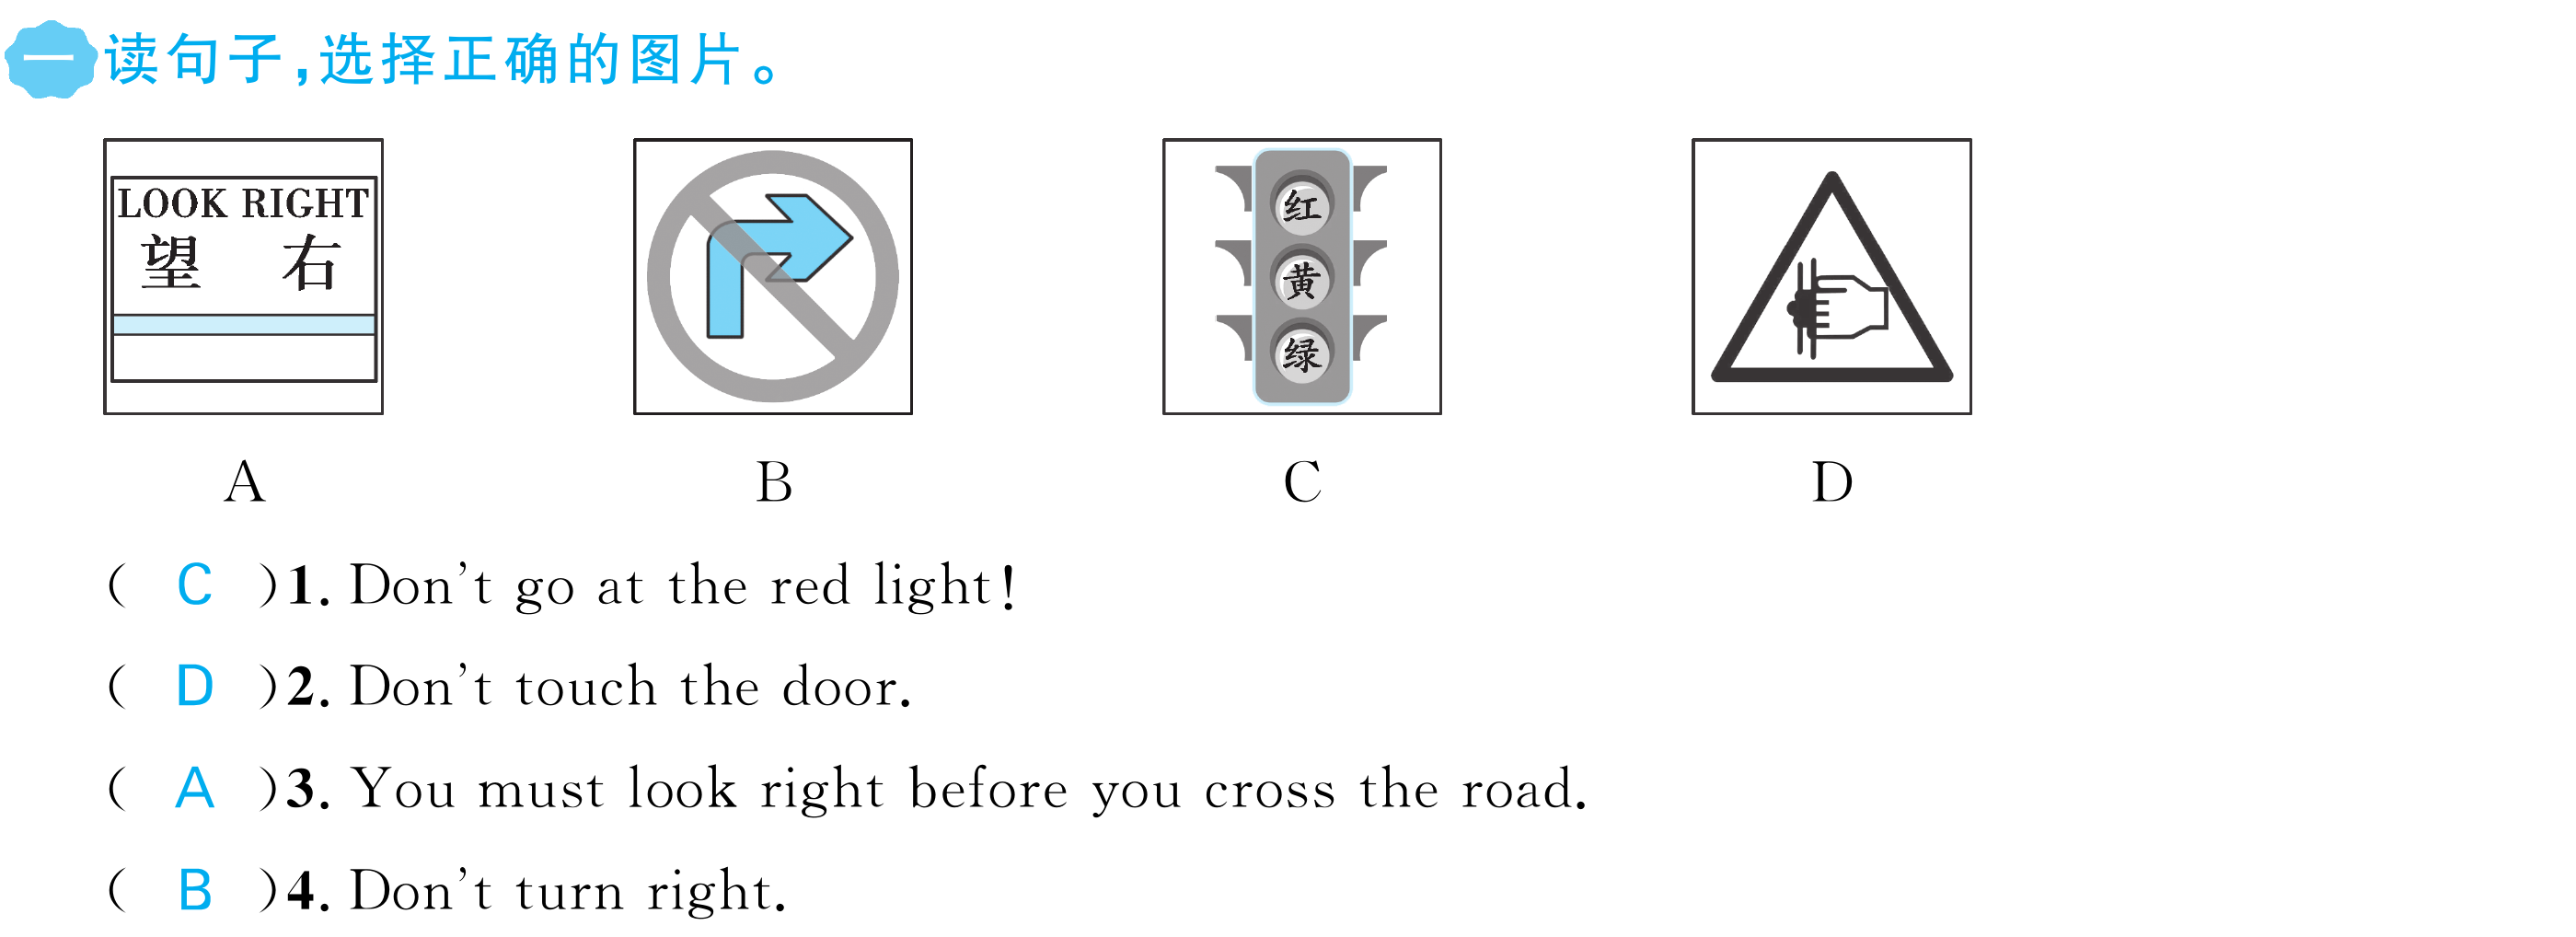 一 读句子,选择正确的图片。
LOOK RIGHT
望 右
红
黄
绿
A B C D
( C )1. Don't go at the red light!
( D )2. Don't touch the door.
( A )3. You must look right before you cross the road.
( B )4. Don't turn right.